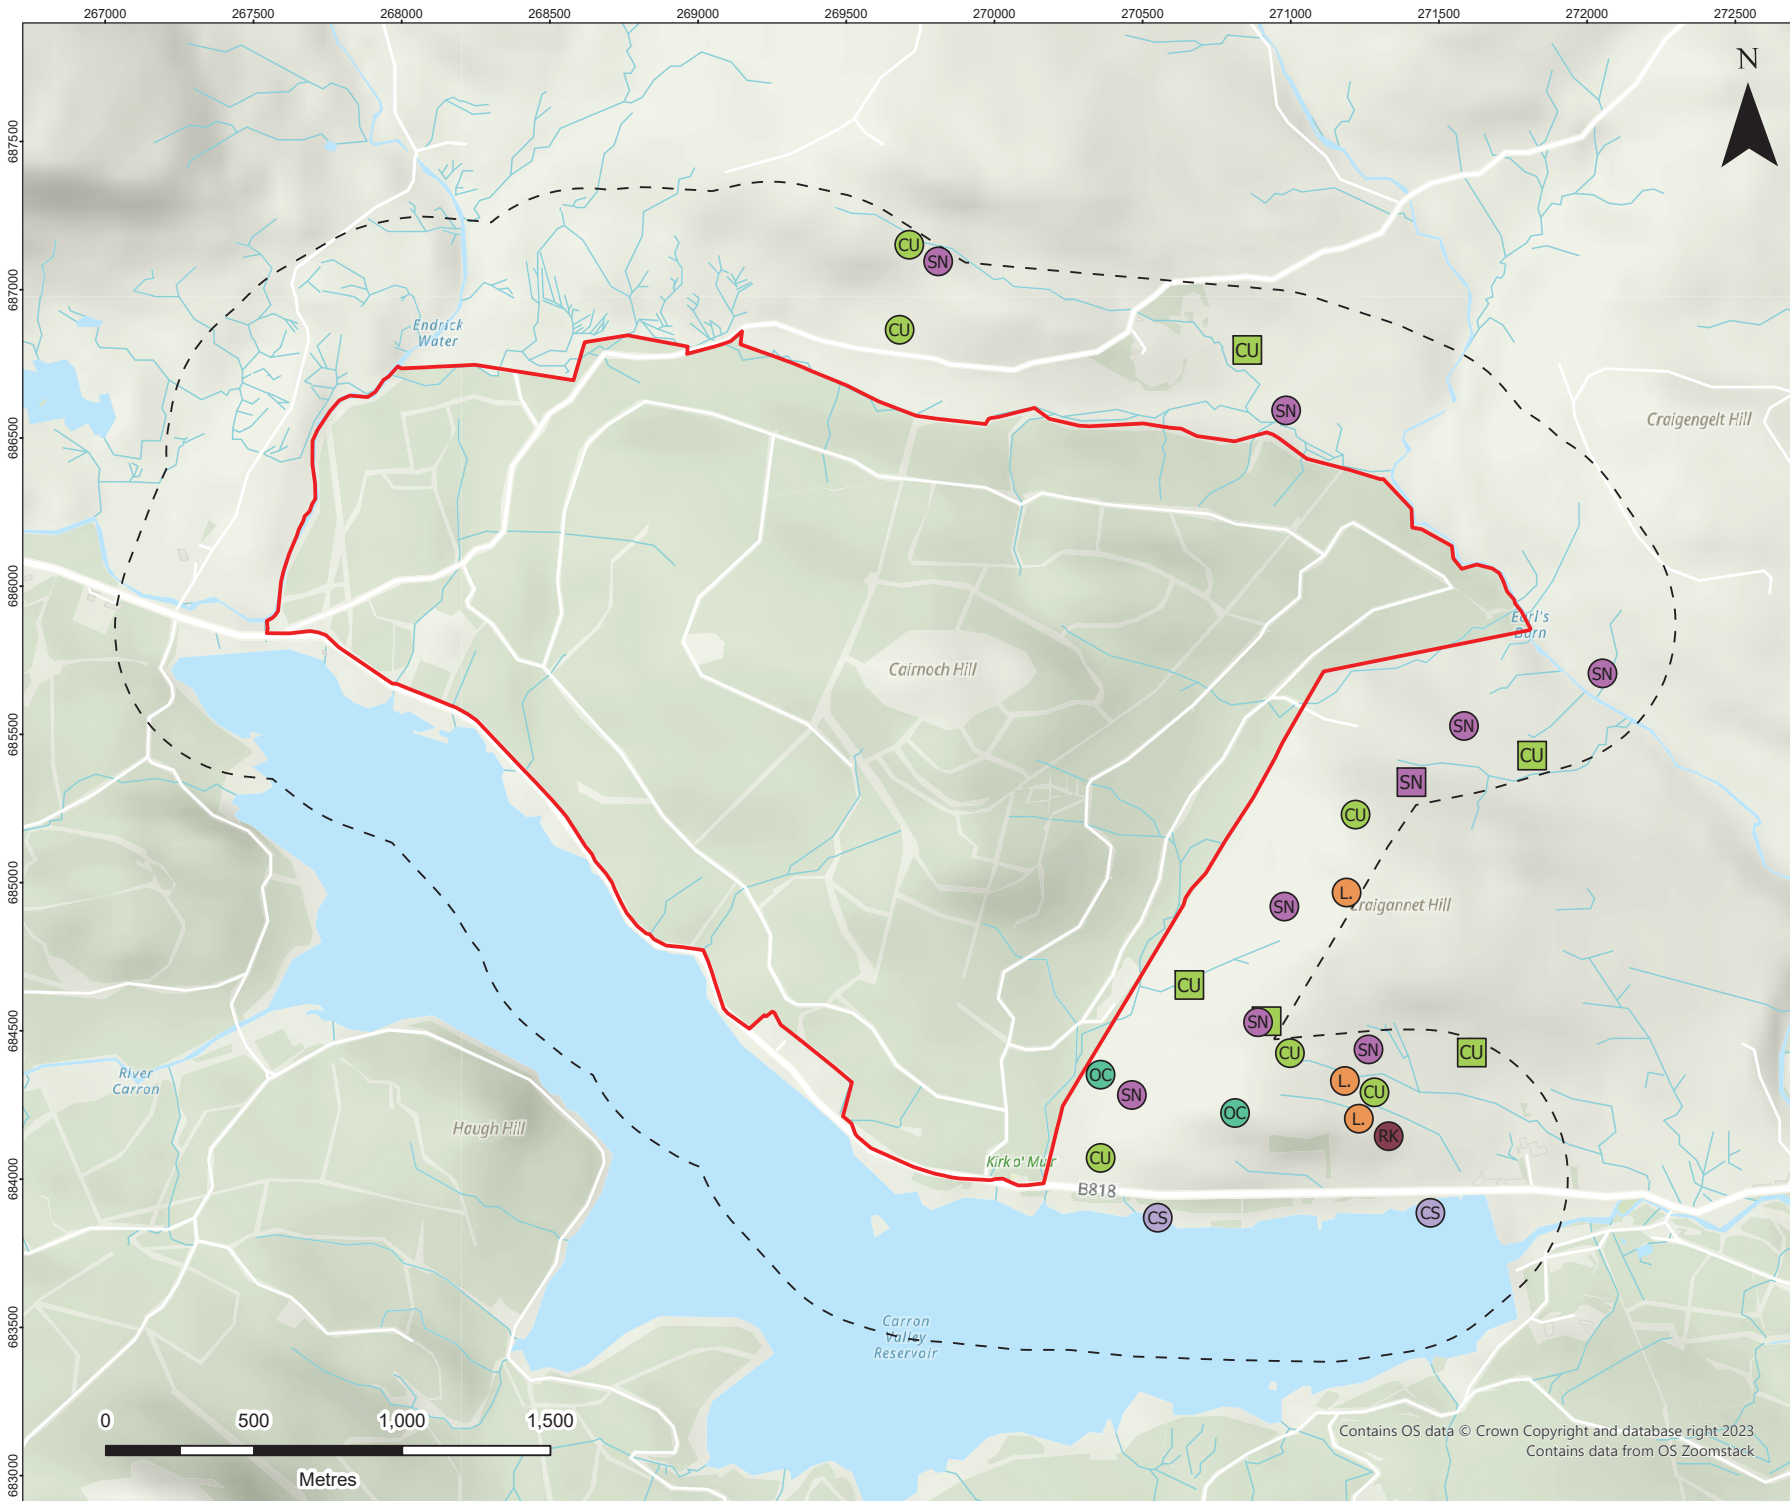 267000 267500 268000 268500 269000 269500 270000 270500 271000 271500 272000 272500
N
687500
CU
SN
687000
Endrick
Water
CU
CU
SN
Craigengelt Hill
686500
686000
Earl's
Burn
Cairnoch Hill
SN
SN
685500
CU
SN
CU
L.
SN
Craigannet Hill
685000
CU
SN
684500
CU
SN
CU
OC
L.
CU
SN
River
Carron
OC
L.
RK
Haugh Hill
CU
Kirk o' Muir
684000
B818
CS
CS
Carron
Valley
Reservoir
683500
0 500 1,000 1,500
Metres
Contains OS data © Crown Copyright and database right 2023
Contains data from OS Zoomstack
683000